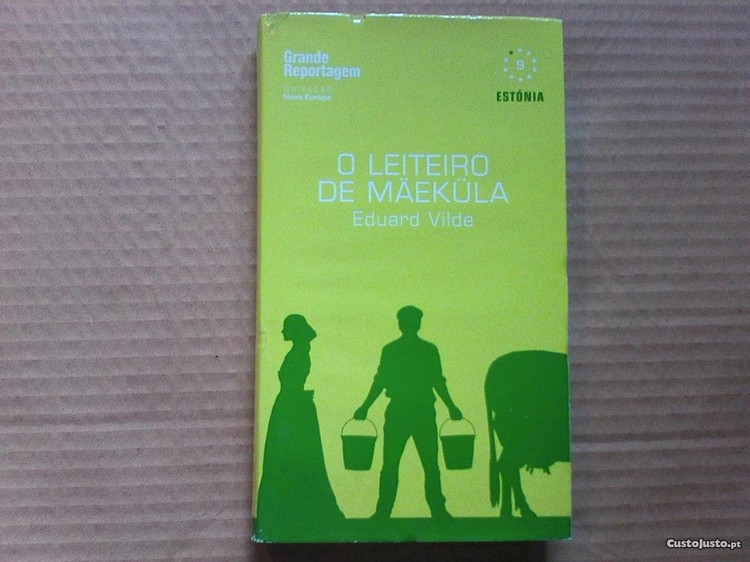 Grande
Reportagem
Colecção
Nova Europa
9
ESTÓNIA
O LEITEIRO
DE MÄEKÜLA
Eduard Vilde
CustoJusto.pt